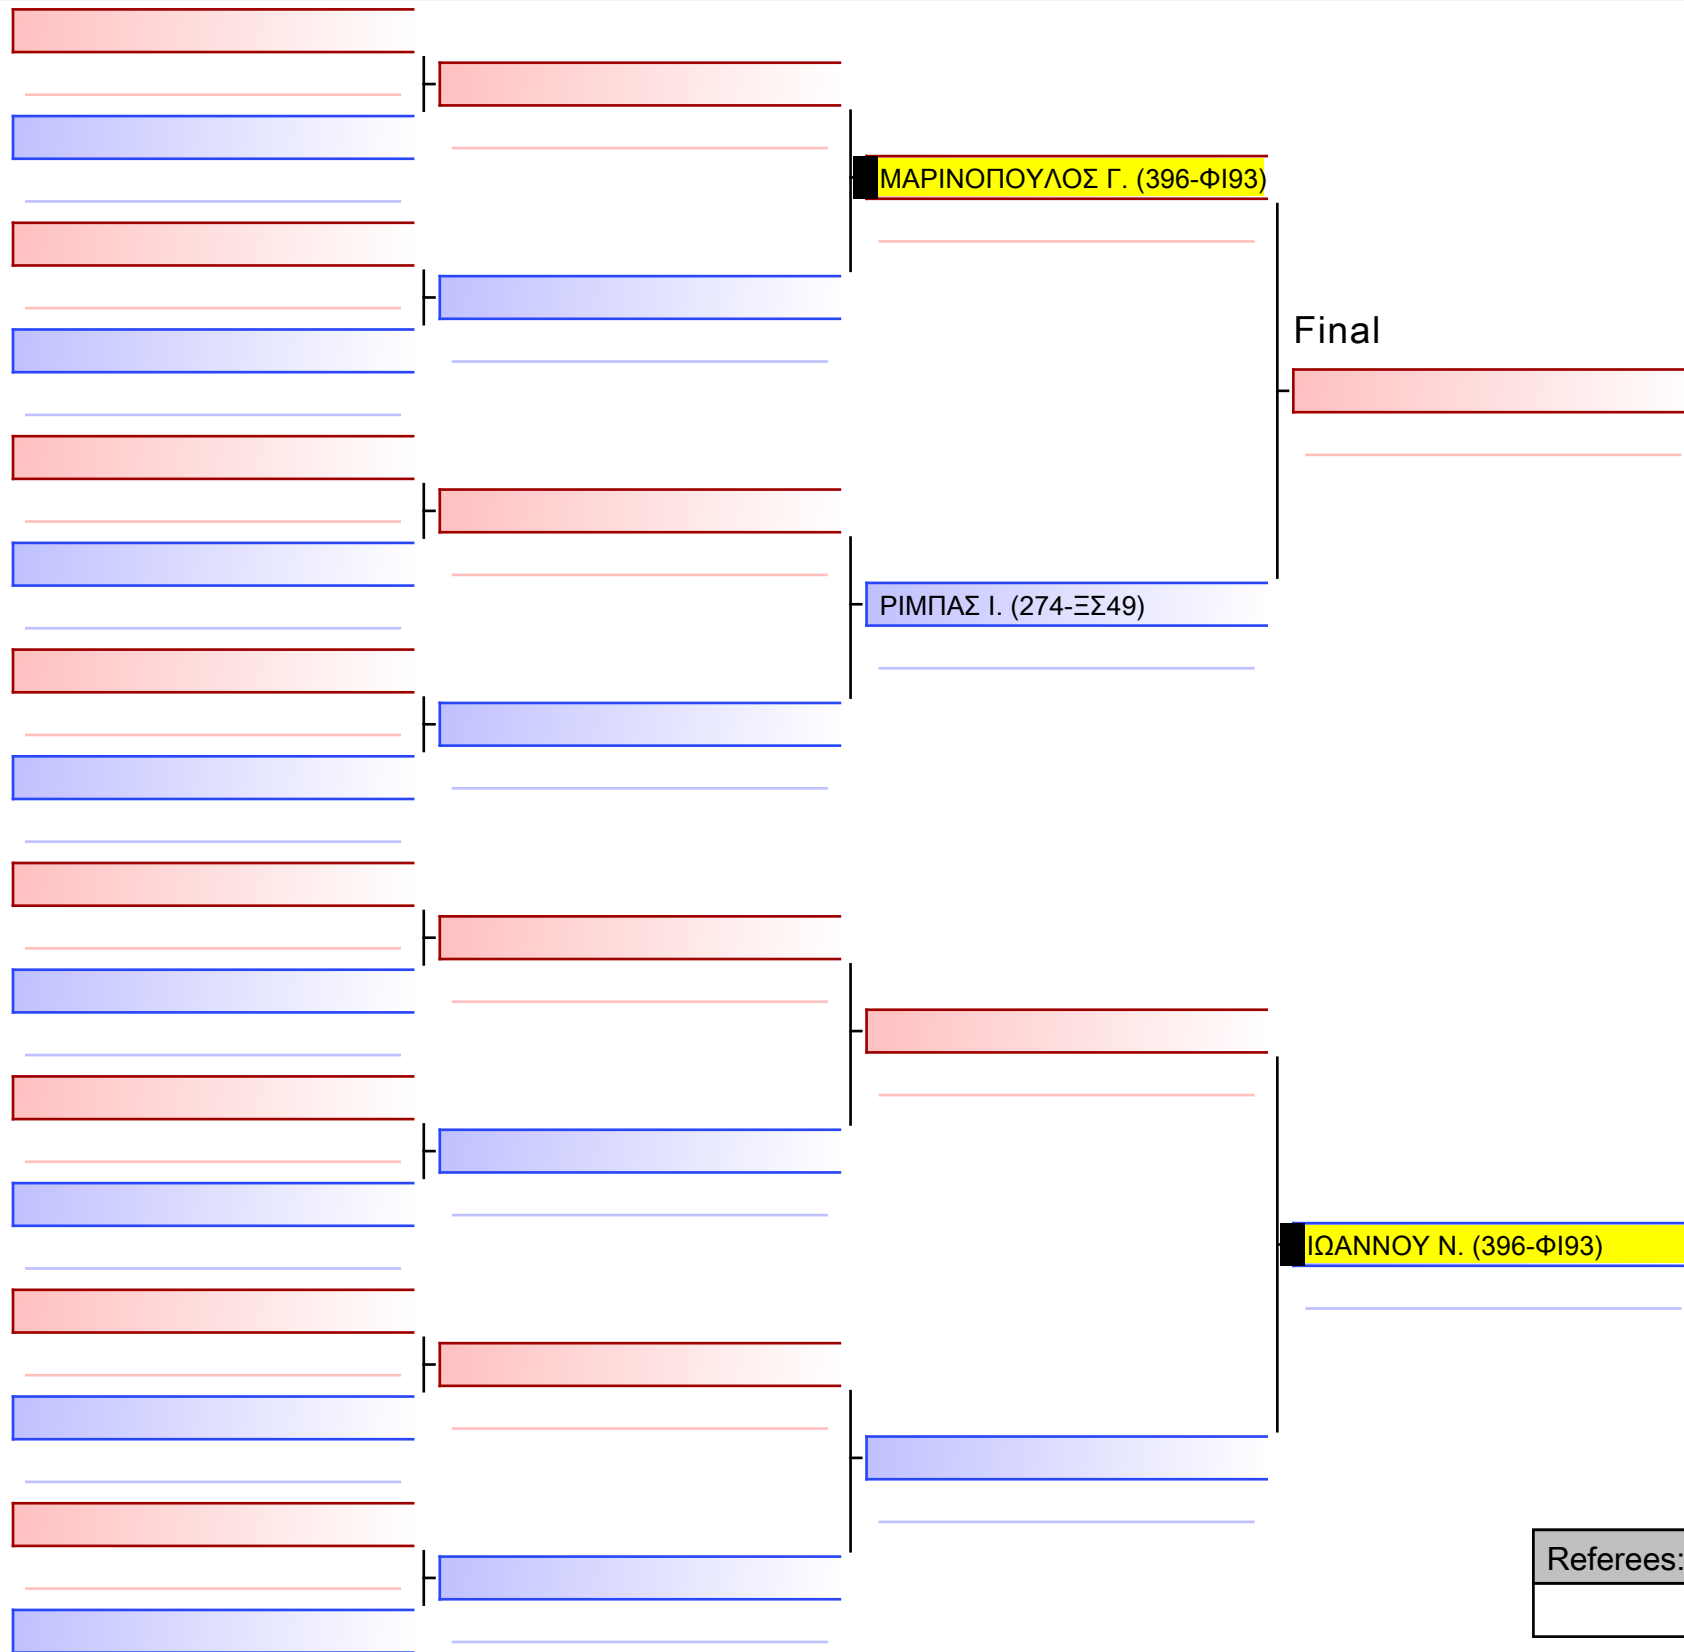 ΜΑΡΙΝΟΠΟΥΛΟΣ Γ. (396-ΦΙ93)
Final
ΡΙΜΠΑΣ Ι. (274-ΞΣ49)
ΙΩΑΝΝΟΥ Ν. (396-ΦΙ93)
Referees: